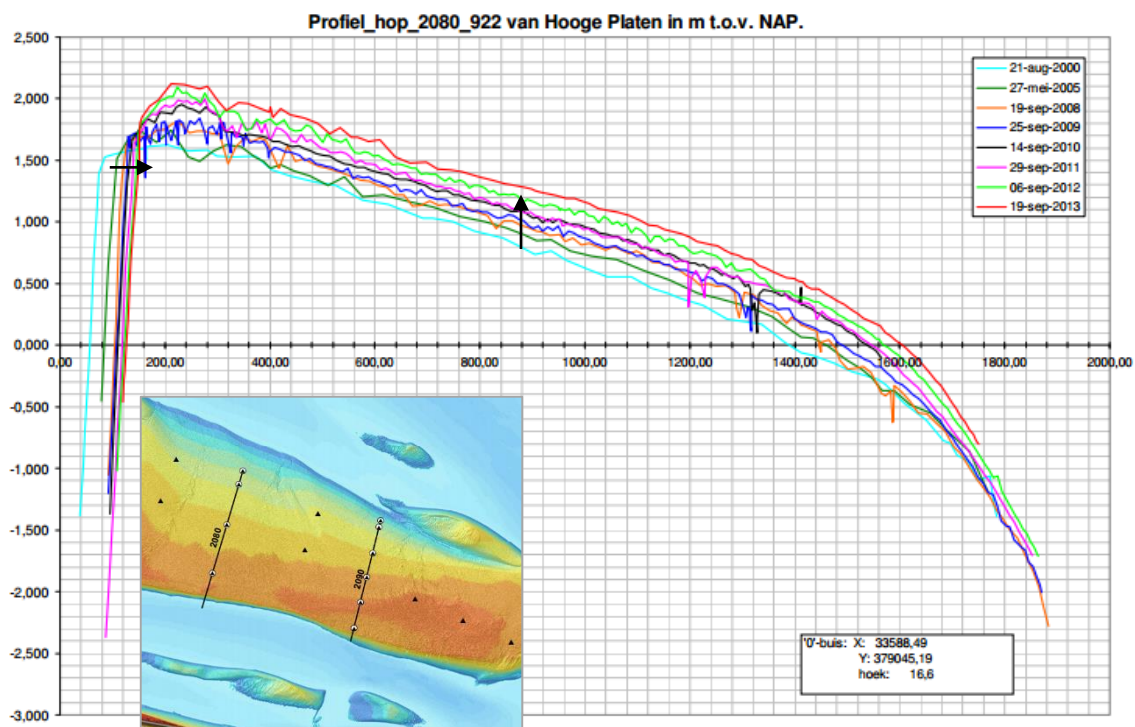 Profiel_hop_2080_922 van Hooge Platen in m t.o.v. NAP.
2,500
2,000
1,500
1,000
0,500
0,000
-0,500
-1,000
-1,500
-2,000
-2,500
-3,000
0,00 200,00 400,00 600,00 800,00 1000,00 1200,00 1400,00 1600,00 1800,00 2000,00
21-aug-2000
27-mei-2005
19-sep-2008
25-sep-2009
14-sep-2010
29-sep-2011
06-sep-2012
19-sep-2013
2080
2090
'0'-buis: X: 33588,49
Y: 379045,19
hoek: 16,6